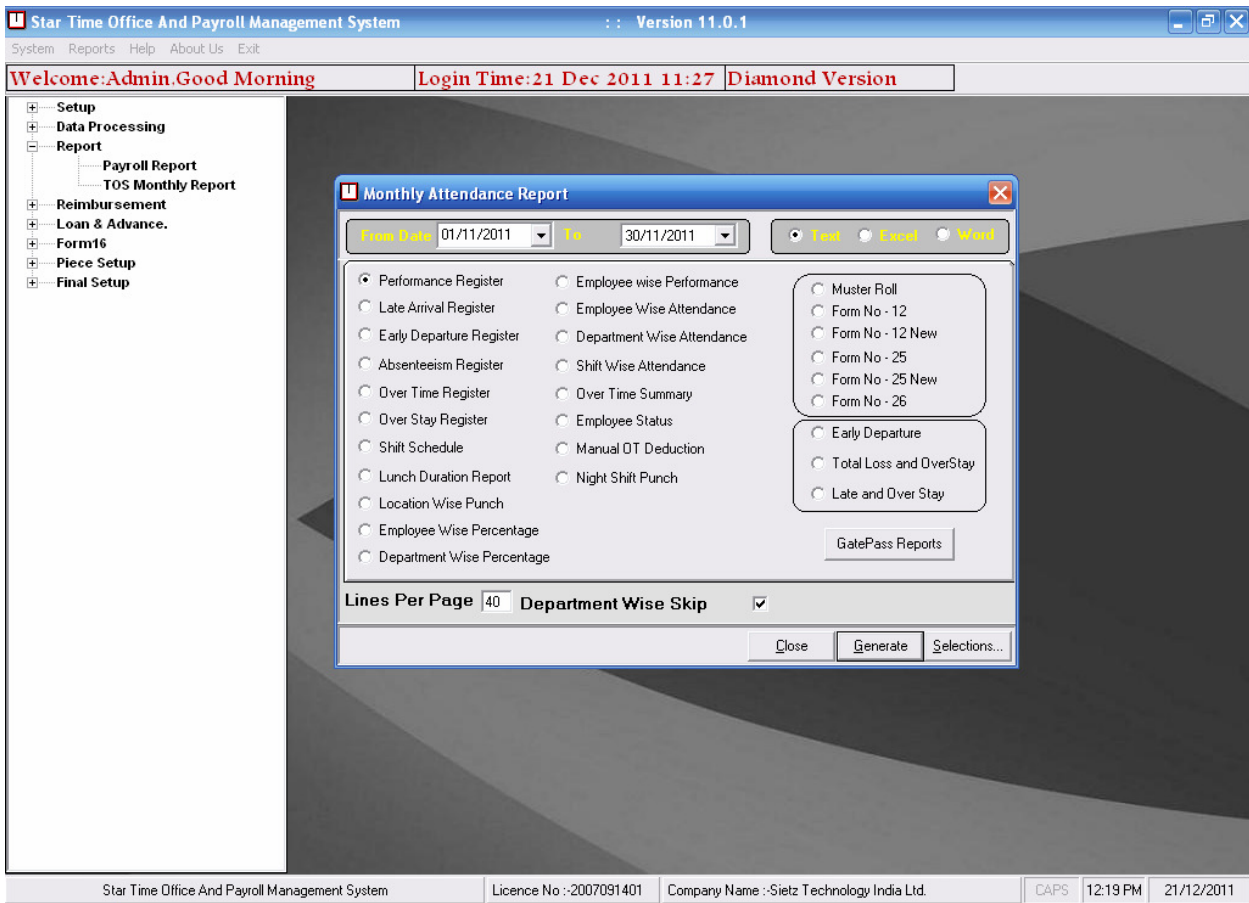 Star Time Office And Payroll Management System : : Version 11.0.1
System Reports Help About Us Exit
Welcome:Admin.Good Morning Login Time:21 Dec 2011 11:27 Diamond Version
Setup
Data Processing
Report
Payroll Report
TOS Monthly Report
Reimbursement
Loan & Advance.
Form16
Piece Setup
Final Setup
Monthly Attendance Report
From Date 01/11/2011 To 30/11/2011 Text Excel Word
Performance Register
Late Arrival Register
Early Departure Register
Absenteeism Register
Over Time Register
Over Stay Register
Shift Schedule
Lunch Duration Report
Location Wise Punch
Employee Wise Percentage
Department Wise Percentage
Employee wise Performance
Employee Wise Attendance
Department Wise Attendance
Shift Wise Attendance
Over Time Summary
Employee Status
Manual OT Deduction
Night Shift Punch
Muster Roll
Form No - 12
Form No - 12 New
Form No - 25
Form No - 25 New
Form No - 26
Early Departure
Total Loss and OverStay
Late and Over Stay
GatePass Reports
Lines Per Page 40 Department Wise Skip
Close Generate Selections...
Star Time Office And Payroll Management System Licence No :-2007091401 Company Name :-Sietz Technology India Ltd. CAPS 12:19 PM 21/12/2011